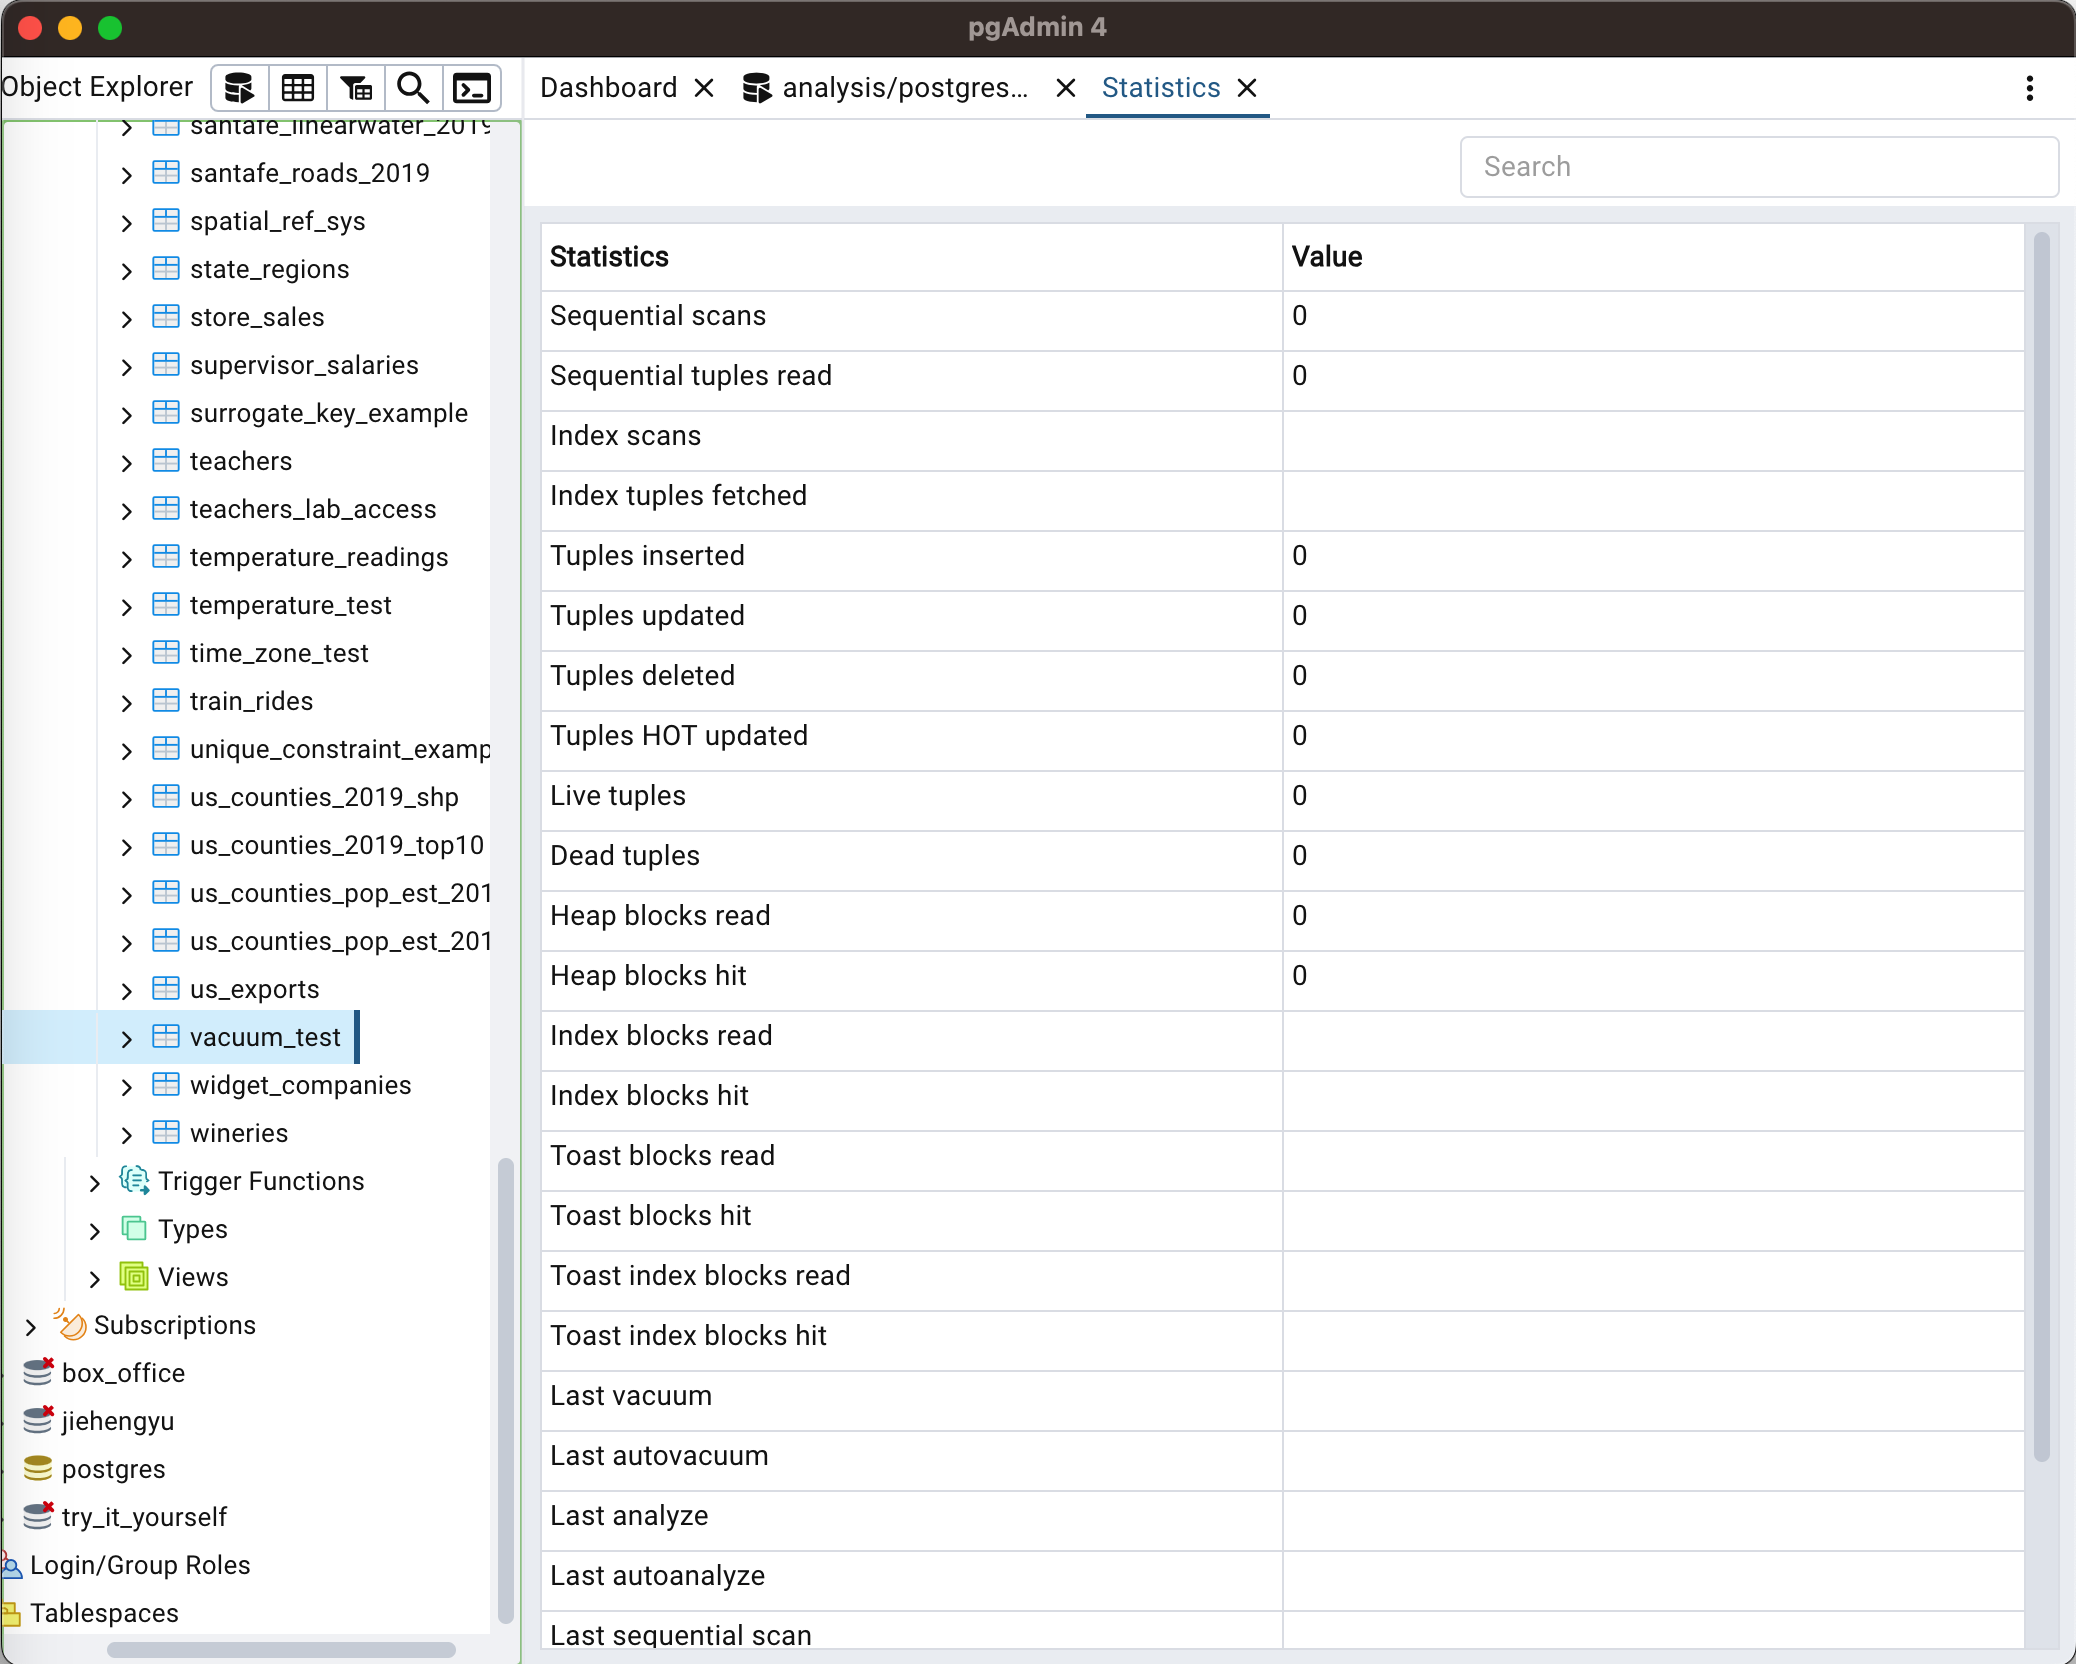 pgAdmin 4
Object Explorer
Dashboard
analysis/postgres...
Statistics
santafe_linearwater_2019
santafe_roads_2019
spatial_ref_sys
state_regions
store_sales
supervisor_salaries
surrogate_key_example
teachers
teachers_lab_access
temperature_readings
temperature_test
time_zone_test
train_rides
unique_constraint_examp
us_counties_2019_shp
us_counties_2019_top10
us_counties_pop_est_201
us_counties_pop_est_201
us_exports
vacuum_test
widget_companies
wineries
Trigger Functions
Types
Views
Subscriptions
box_office
jiehengyu
postgres
try_it_yourself
Login/Group Roles
Tablespaces
Search
Statistics Value
Sequential scans 0
Sequential tuples read 0
Index scans
Index tuples fetched
Tuples inserted 0
Tuples updated 0
Tuples deleted 0
Tuples HOT updated 0
Live tuples 0
Dead tuples 0
Heap blocks read 0
Heap blocks hit 0
Index blocks read
Index blocks hit
Toast blocks read
Toast blocks hit
Toast index blocks read
Toast index blocks hit
Last vacuum
Last autovacuum
Last analyze
Last autoanalyze
Last sequential scan